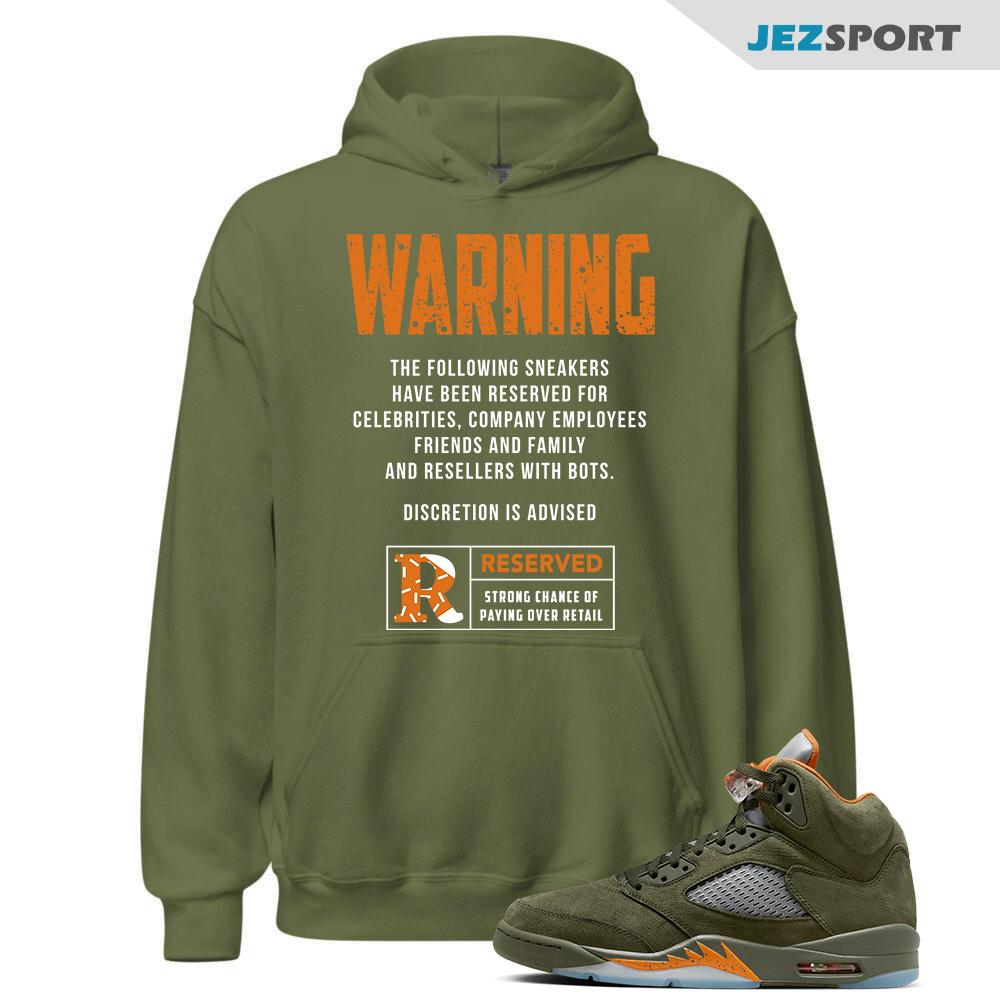 JEZSPORT
WARNING
THE FOLLOWING SNEAKERS
HAVE BEEN RESERVED FOR
CELEBRITIES, COMPANY EMPLOYEES
FRIENDS AND FAMILY
AND RESELLERS WITH BOTS.
DISCRETION IS ADVISED
R
RESERVED
STRONG CHANCE OF
PAYING OVER RETAIL